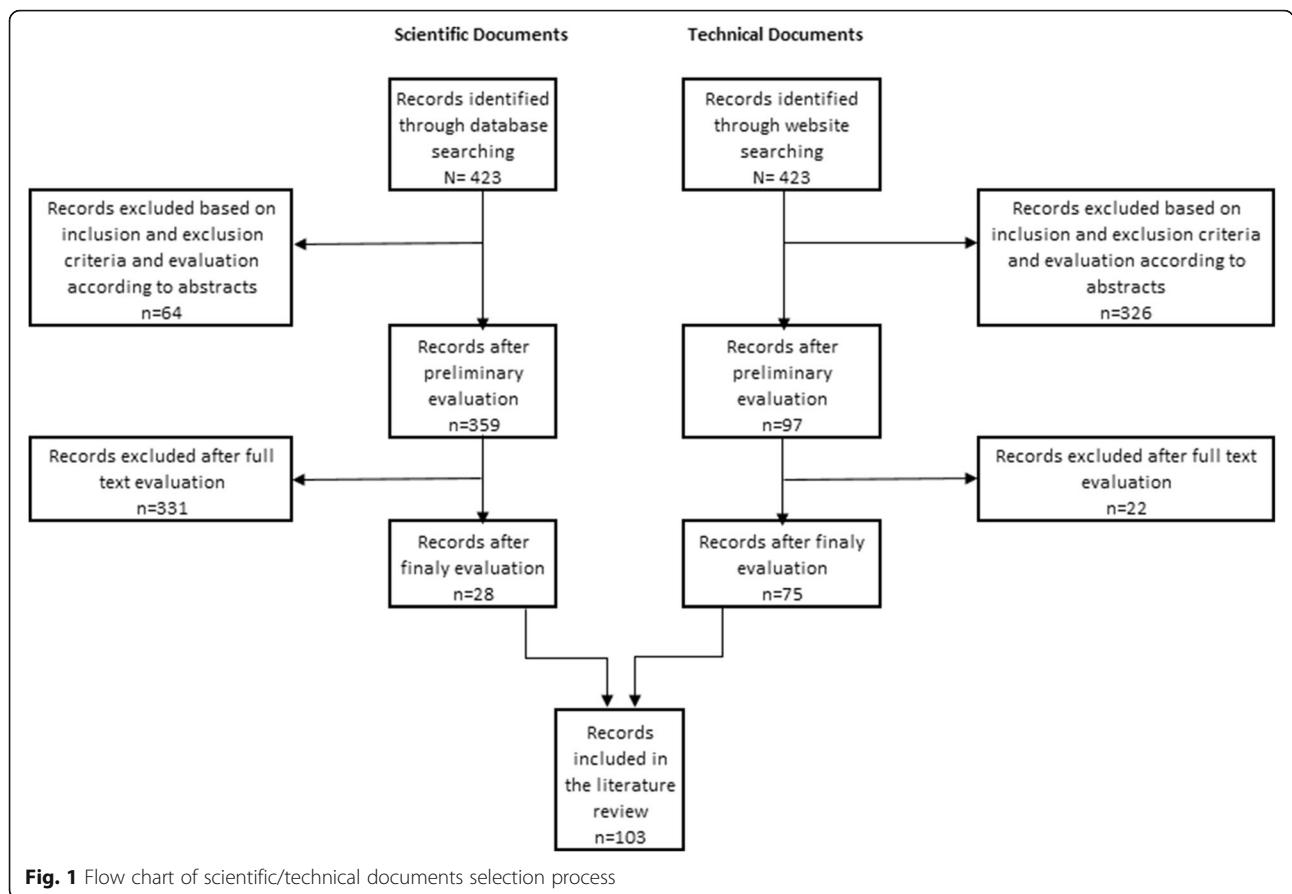 Scientific Documents
Technical Documents
Records identified
through database
searching
N= 423
Records identified
through website
searching
N= 423
Records excluded based on
inclusion and exclusion
criteria and evaluation
according to abstracts
n=64
Records excluded based on
inclusion and exclusion criteria
and evaluation according to
abstracts
n=326
Records after
preliminary
evaluation
n=359
Records after
preliminary
evaluation
n=97
Records excluded after full
text evaluation
n=331
Records excluded after full text
evaluation
n=22
Records after
finaly evaluation
n=28
Records after finaly
evaluation
n=75
Records
included in
the literature
review
n=103
Fig. 1 Flow chart of scientific/technical documents selection process